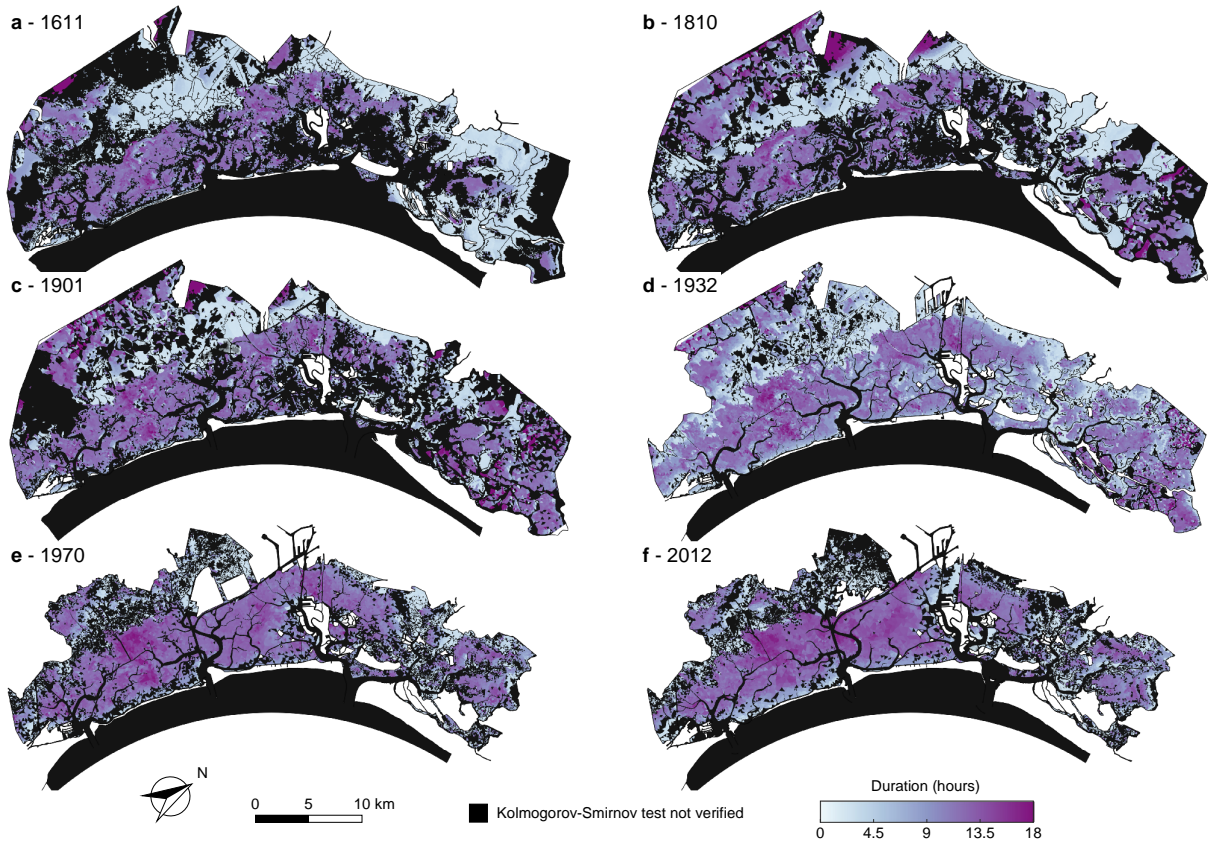 a - 1611
b - 1810
c - 1901
d - 1932
e - 1970
f - 2012
N
0 5 10 km
Kolmogorov-Smirnov test not verified
Duration (hours)
0 4.5 9 13.5 18